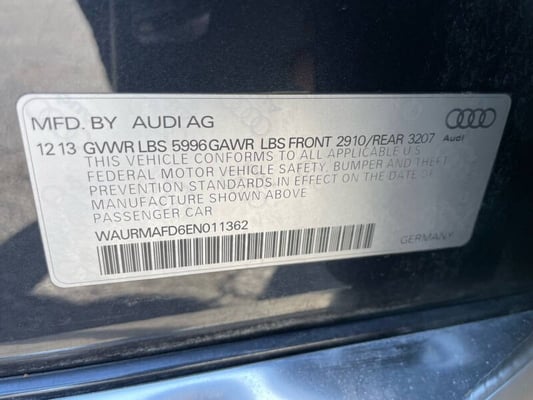 MFD. BY AUDI AG
Audi
12 13 GVWR LBS 5996 GAWR LBS FRONT 2910/REAR 3207
THIS VEHICLE CONFORMS TO ALL APPLICABLE U.S
FEDERAL MOTOR VEHICLE SAFETY, BUMPER AND THEFT
PREVENTION STANDARDS IN EFFECT ON THE DATE OF
MANUFACTURE SHOWN ABOVE
PASSENGER CAR
WAURMAFD6EN011362
GERMANY